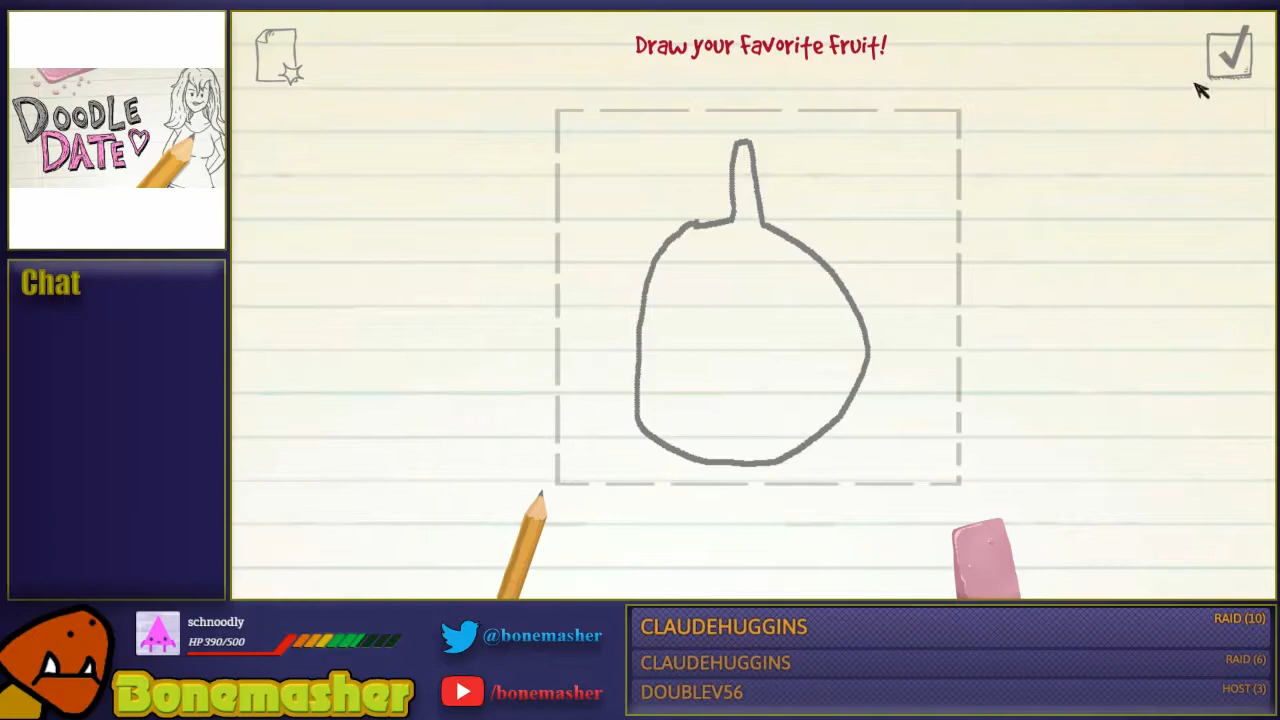 Draw your favorite fruit!
DOODLE
DATE
Chat
schnoodly
HP 390/500
Bonemasher
@bonemasher
/bonemasher
CLAUDEHUGGINS RAID (10)
CLAUDEHUGGINS RAID (6)
DOUBLEV56 HOST (3)